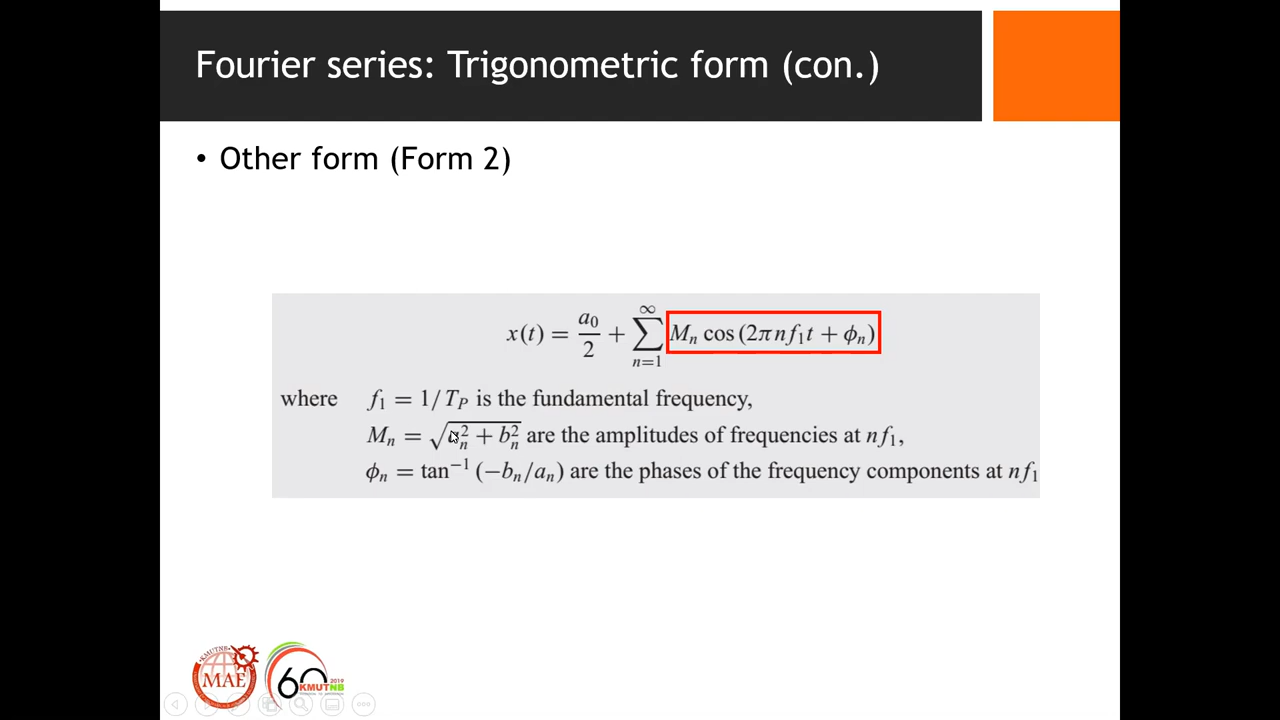 Fourier series: Trigonometric form (con.)
• Other form (Form 2)
x(t) = a₀/2 + ∑_{n=1}^{∞} Mₙ cos (2πnf₁t + ϕₙ)
where f₁ = 1/T_P is the fundamental frequency,
Mₙ = √(aₙ² + bₙ²) are the amplitudes of frequencies at nf₁,
ϕₙ = tan⁻¹ (−bₙ/aₙ) are the phases of the frequency components at nf₁
KMUTNB
MAE
60
2019
KMUTNB